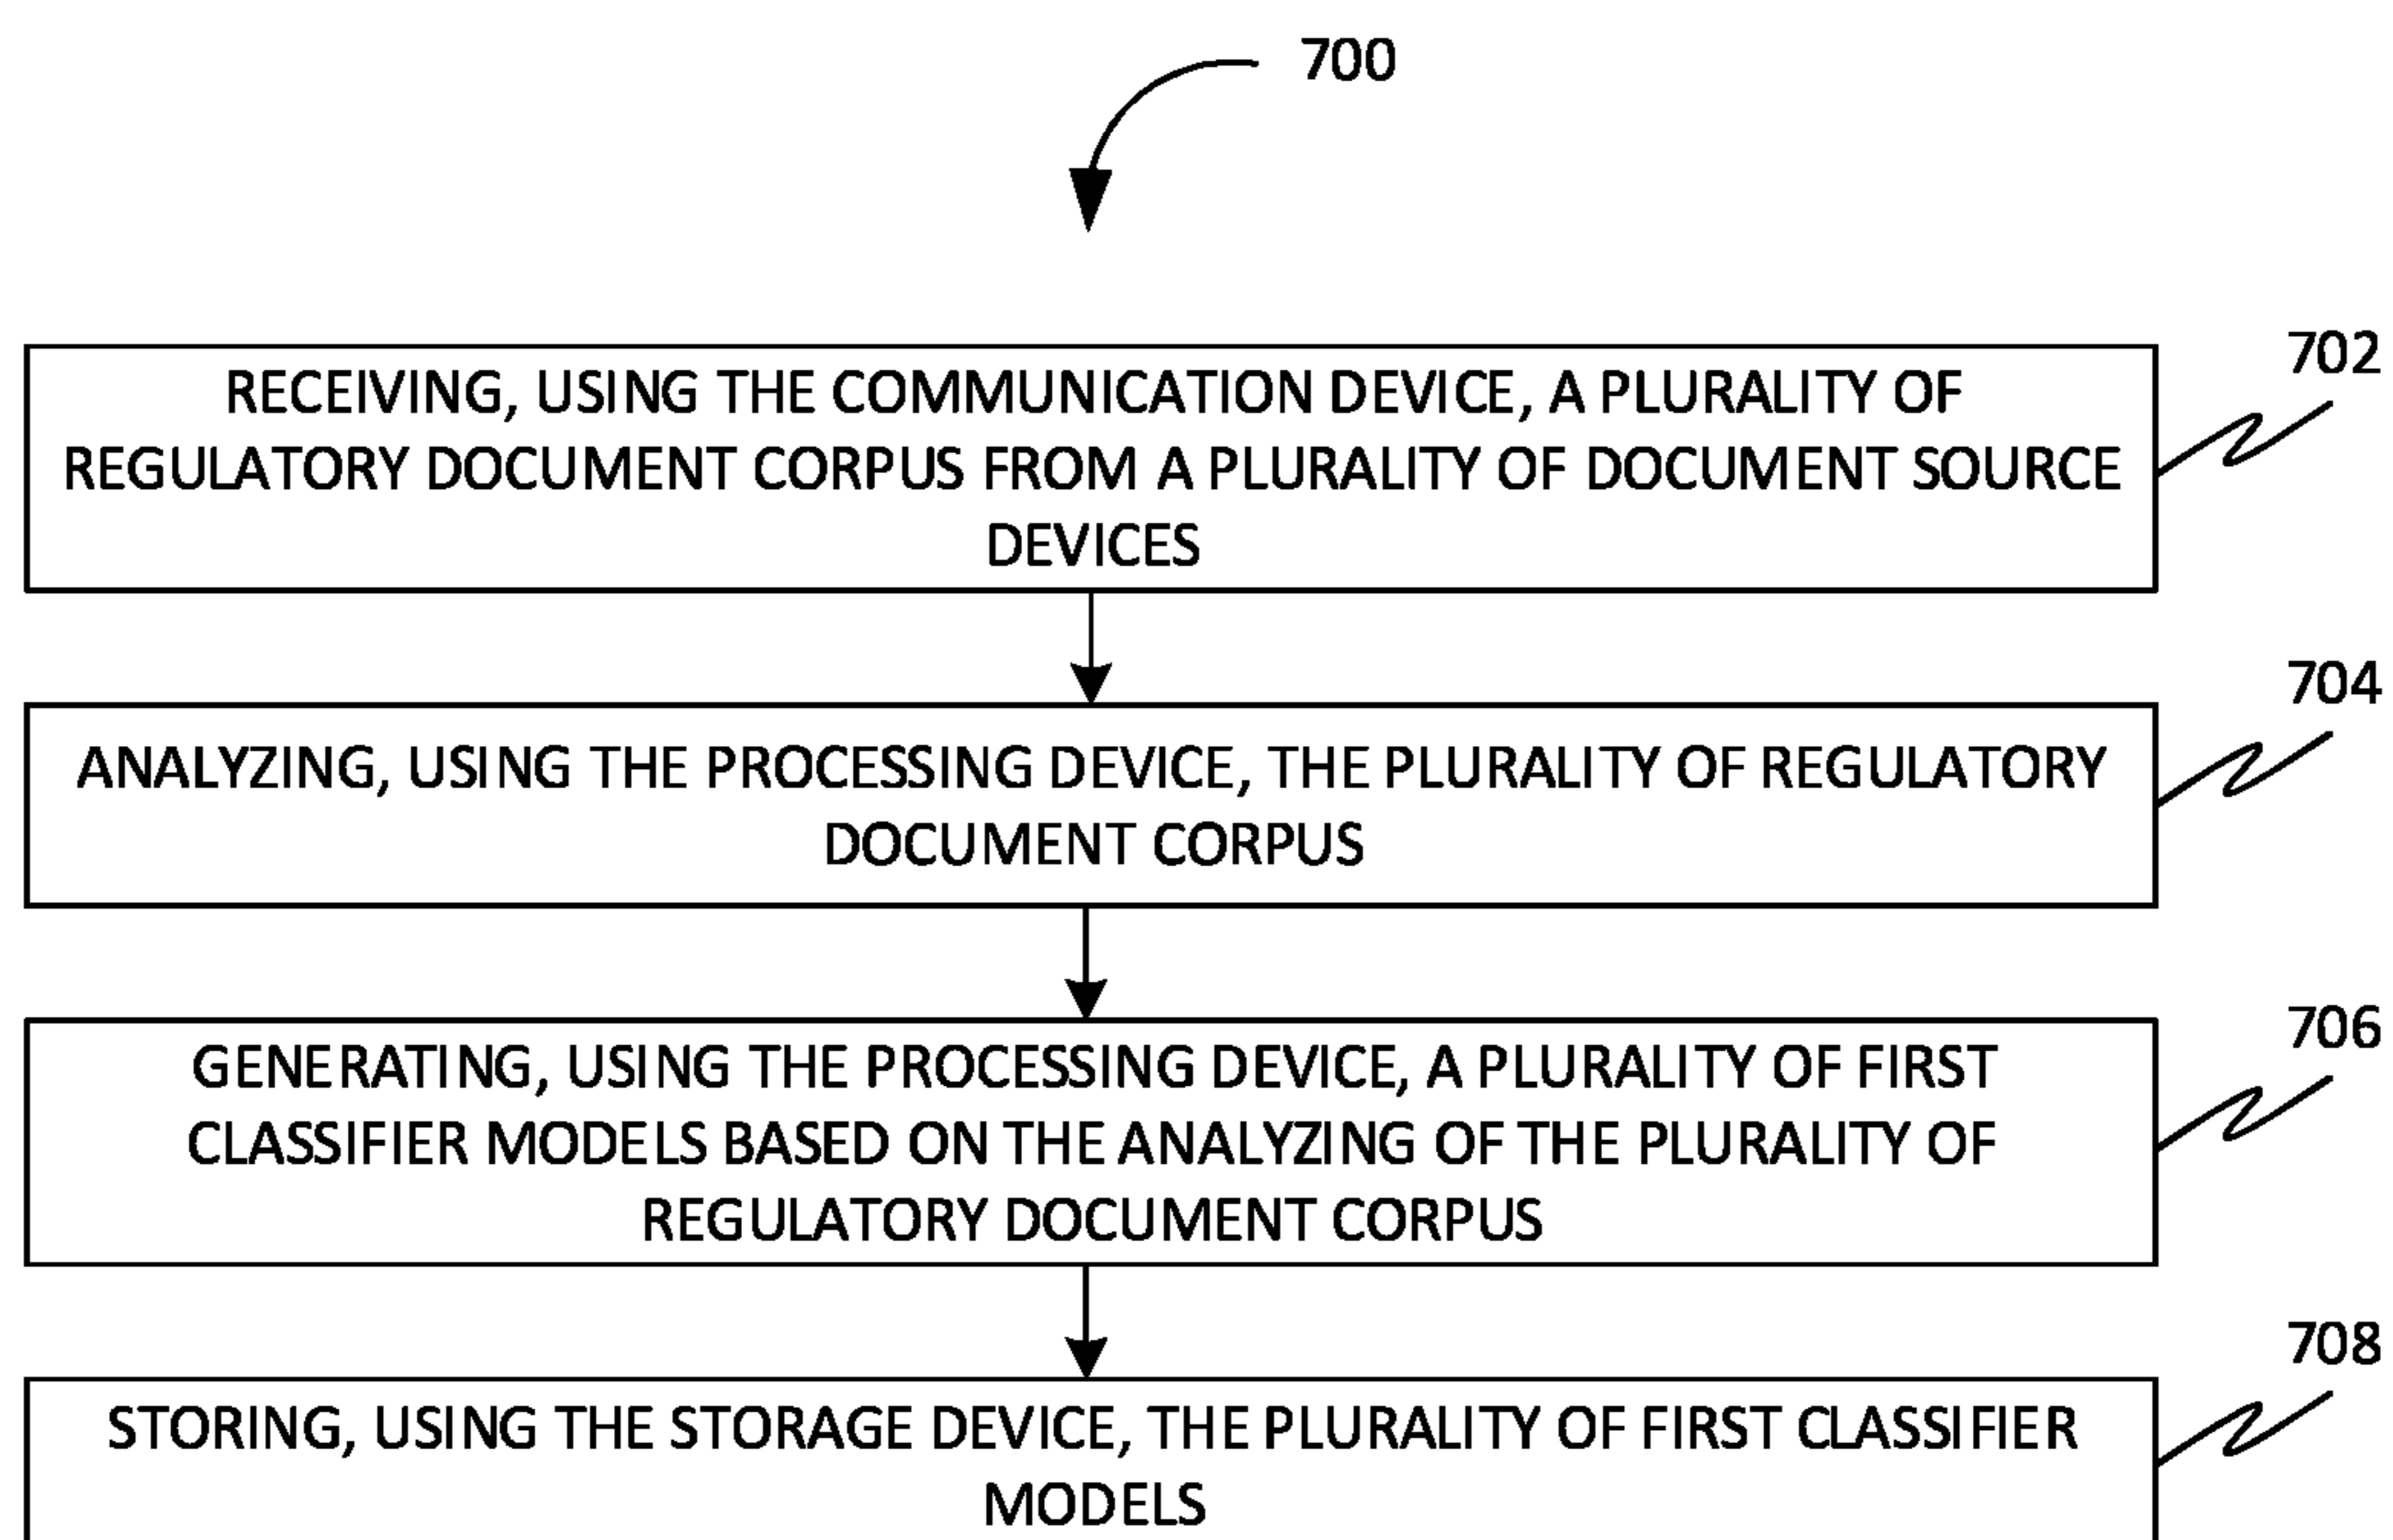 700
702
RECEIVING, USING THE COMMUNICATION DEVICE, A PLURALITY OF
REGULATORY DOCUMENT CORPUS FROM A PLURALITY OF DOCUMENT SOURCE
DEVICES
704
ANALYZING, USING THE PROCESSING DEVICE, THE PLURALITY OF REGULATORY
DOCUMENT CORPUS
706
GENERATING, USING THE PROCESSING DEVICE, A PLURALITY OF FIRST
CLASSIFIER MODELS BASED ON THE ANALYZING OF THE PLURALITY OF
REGULATORY DOCUMENT CORPUS
708
STORING, USING THE STORAGE DEVICE, THE PLURALITY OF FIRST CLASSIFIER
MODELS